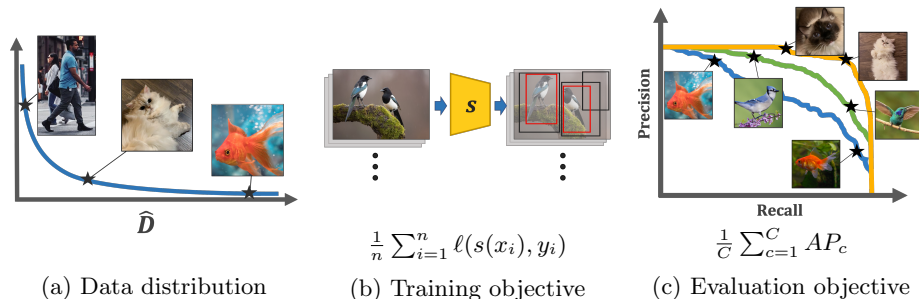 D̂
(a) Data distribution
s
1/n ∑_{i=1}^{n} ℓ(s(x_i), y_i)
(b) Training objective
Precision
Recall
1/C ∑_{c=1}^{C} AP_c
(c) Evaluation objective